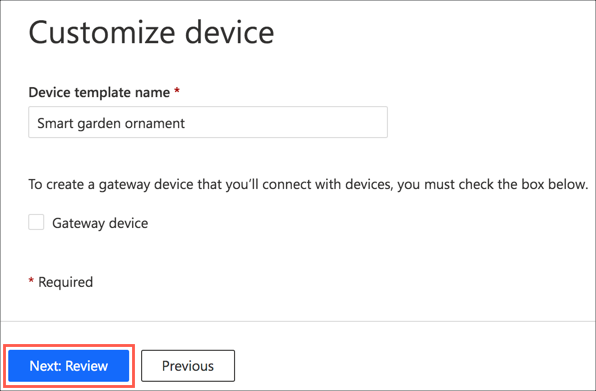 Customize device
Device template name *
Smart garden ornament
To create a gateway device that you'll connect with devices, you must check the box below.
Gateway device
* Required
Next: Review
Previous